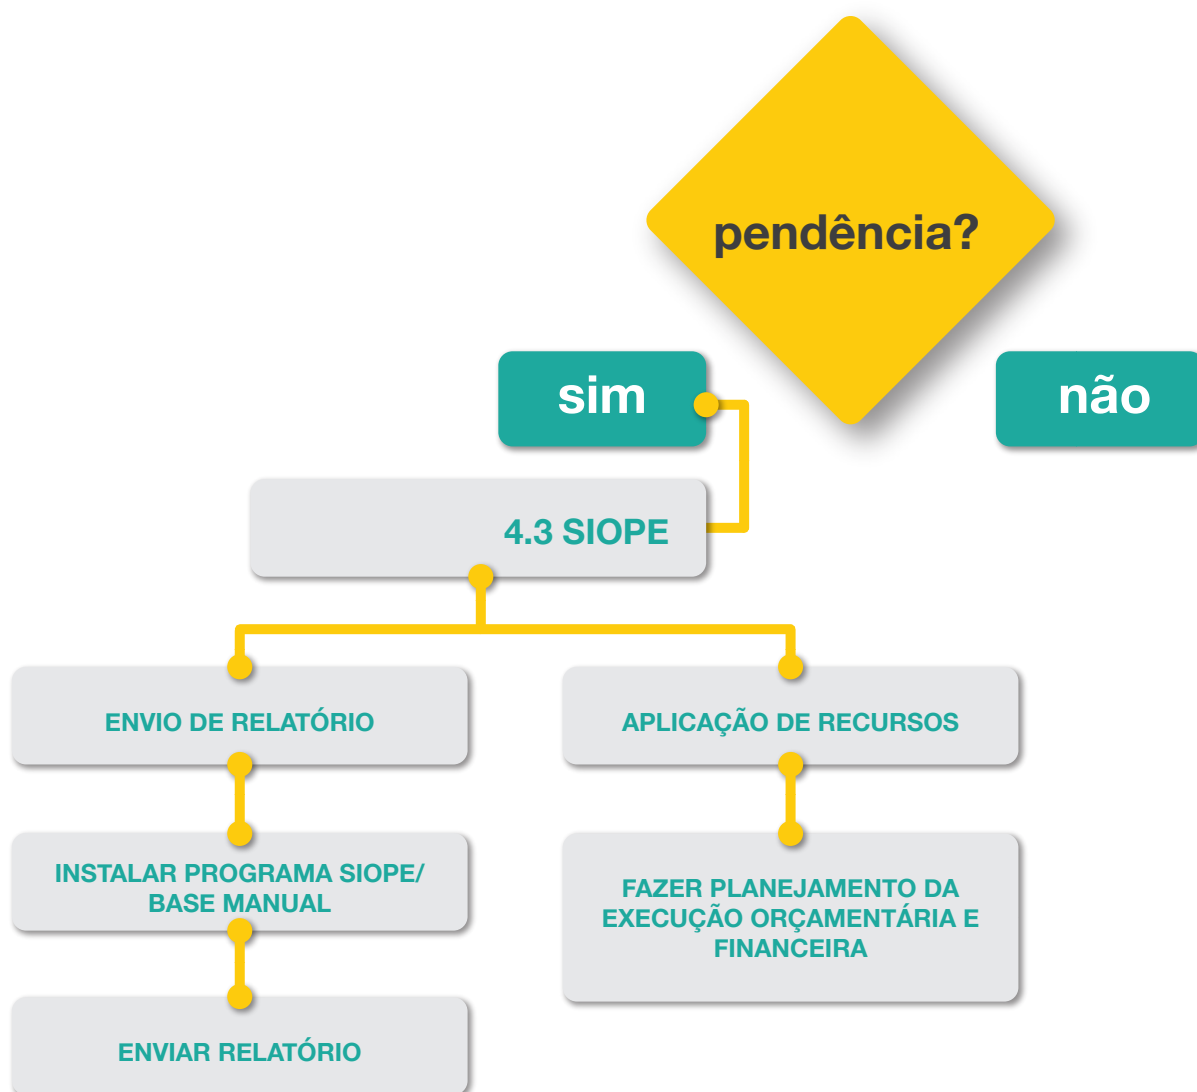 pendência?
sim
não
4.3 SIOPE
ENVIO DE RELATÓRIO
APLICAÇÃO DE RECURSOS
INSTALAR PROGRAMA SIOPE/
BASE MANUAL
FAZER PLANEJAMENTO DA
EXECUÇÃO ORÇAMENTÁRIA E
FINANCEIRA
ENVIAR RELATÓRIO